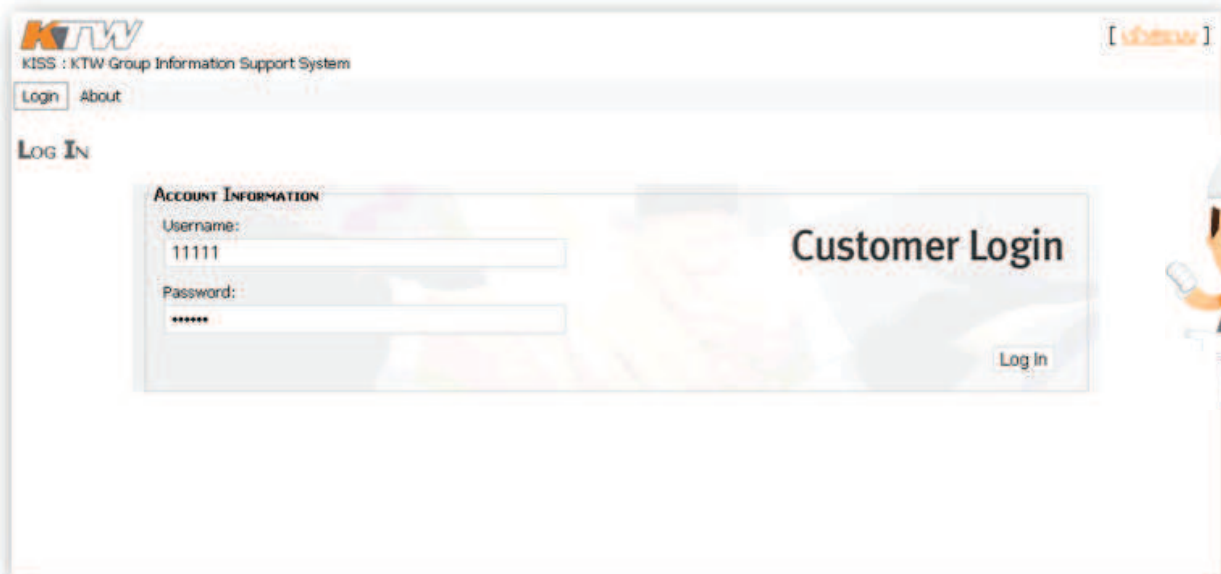 KTW
KISS : KTW Group Information Support System
Login About
LOG IN
ACCOUNT INFORMATION
Username:
11111
Customer Login
Password:
••••••
Log In